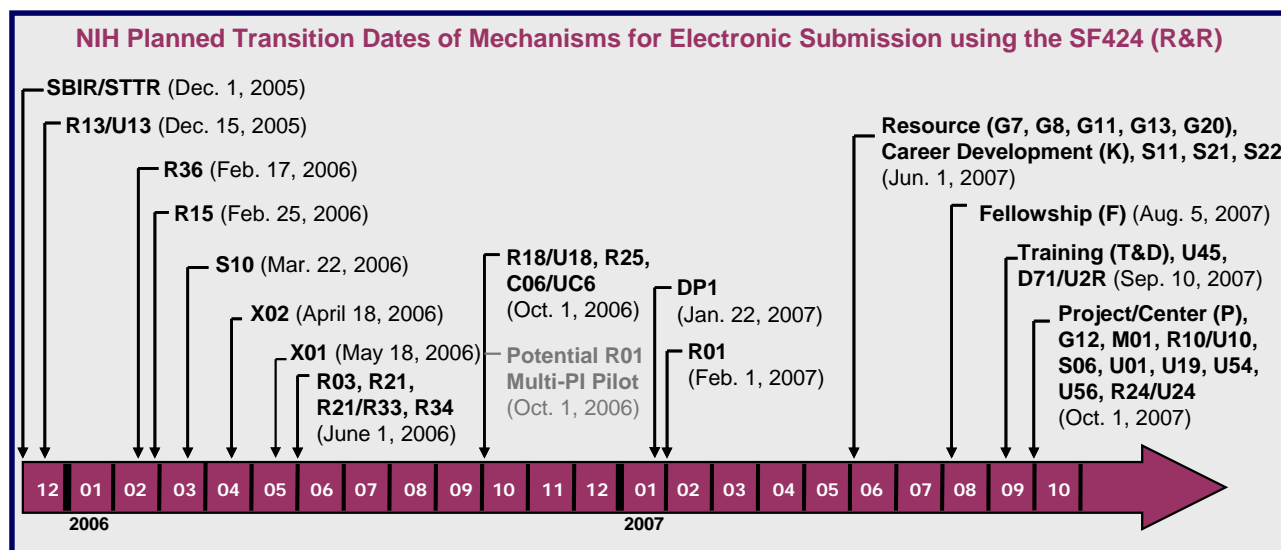 NIH Planned Transition Dates of Mechanisms for Electronic Submission using the SF424 (R&R)
SBIR/STTR (Dec. 1, 2005)
R13/U13 (Dec. 15, 2005)
R36 (Feb. 17, 2006)
R15 (Feb. 25, 2006)
S10 (Mar. 22, 2006)
X02 (April 18, 2006)
X01 (May 18, 2006)
R03, R21,
R21/R33, R34
(June 1, 2006)
R18/U18, R25,
C06/UC6
(Oct. 1, 2006)
Potential R01
Multi-PI Pilot
(Oct. 1, 2006)
DP1
(Jan. 22, 2007)
R01
(Feb. 1, 2007)
Resource (G7, G8, G11, G13, G20),
Career Development (K), S11, S21, S22
(Jun. 1, 2007)
Fellowship (F) (Aug. 5, 2007)
Training (T&D), U45,
D71/U2R (Sep. 10, 2007)
Project/Center (P),
G12, M01, R10/U10,
S06, U01, U19, U54,
U56, R24/U24
(Oct. 1, 2007)
12 01 02 03 04 05 06 07 08 09 10 11 12 01 02 03 04 05 06 07 08 09 10
2006 2007